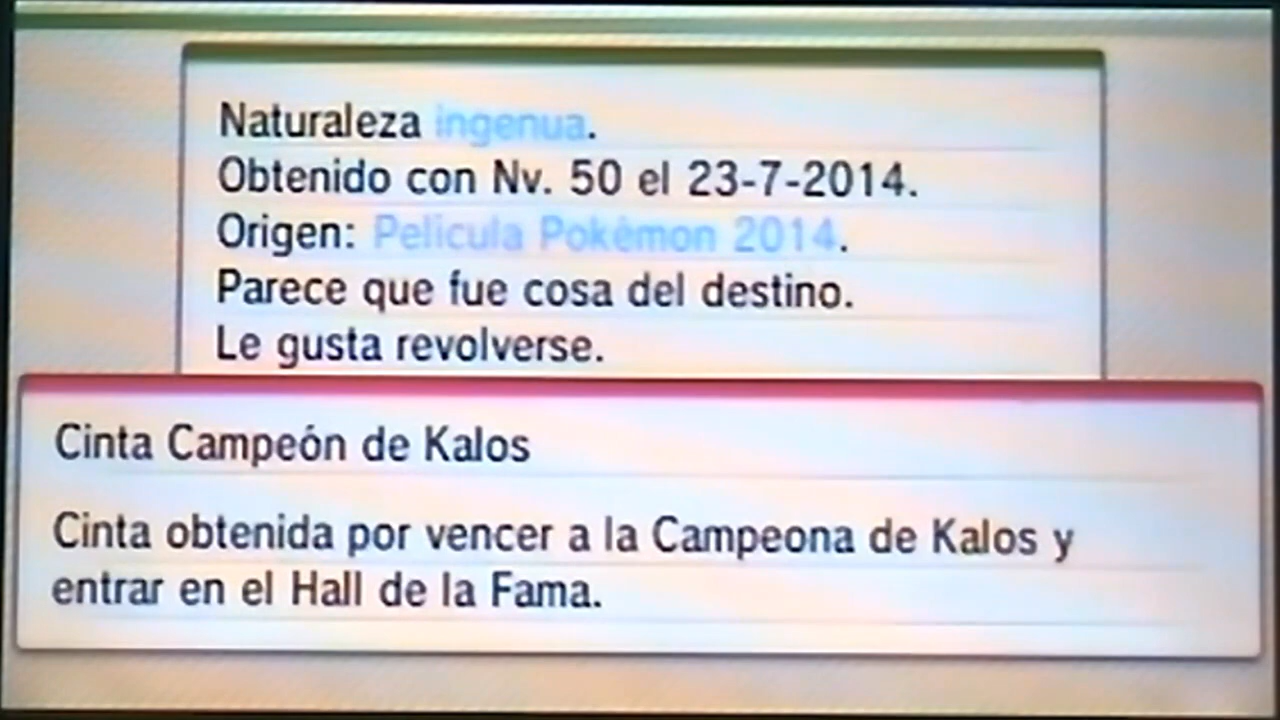 Naturaleza ingenua.
Obtenido con Nv. 50 el 23-7-2014.
Origen: Película Pokémon 2014.
Parece que fue cosa del destino.
Le gusta revolverse.
Cinta Campeón de Kalos
Cinta obtenida por vencer a la Campeona de Kalos y
entrar en el Hall de la Fama.